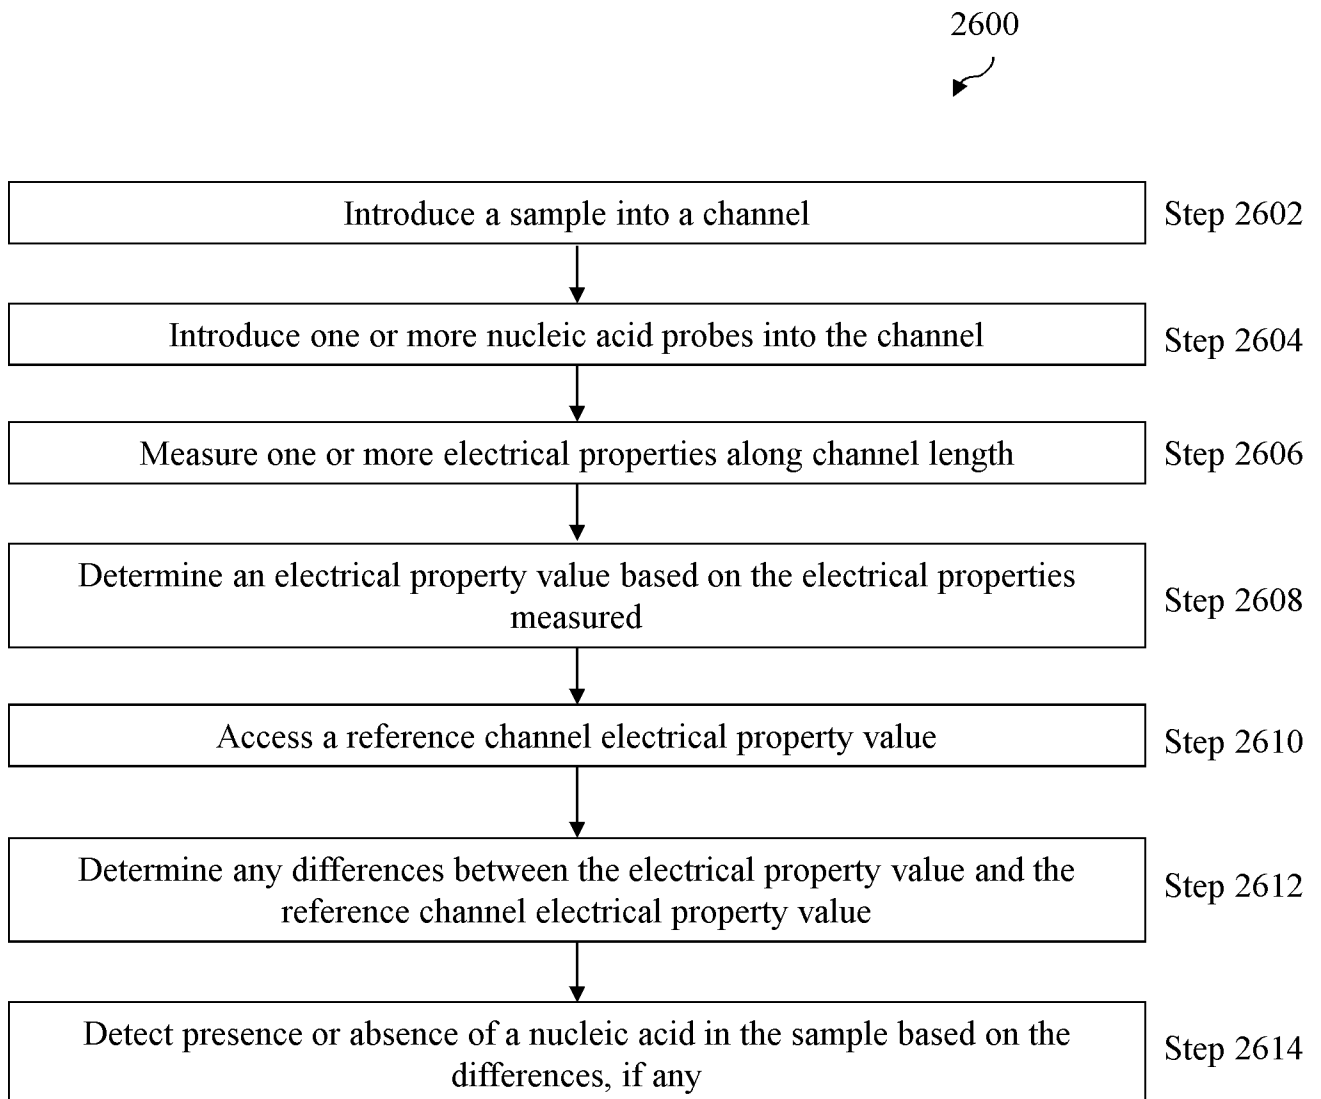 2600
Introduce a sample into a channel
Step 2602
Introduce one or more nucleic acid probes into the channel
Step 2604
Measure one or more electrical properties along channel length
Step 2606
Determine an electrical property value based on the electrical properties
measured
Step 2608
Access a reference channel electrical property value
Step 2610
Determine any differences between the electrical property value and the
reference channel electrical property value
Step 2612
Detect presence or absence of a nucleic acid in the sample based on the
differences, if any
Step 2614